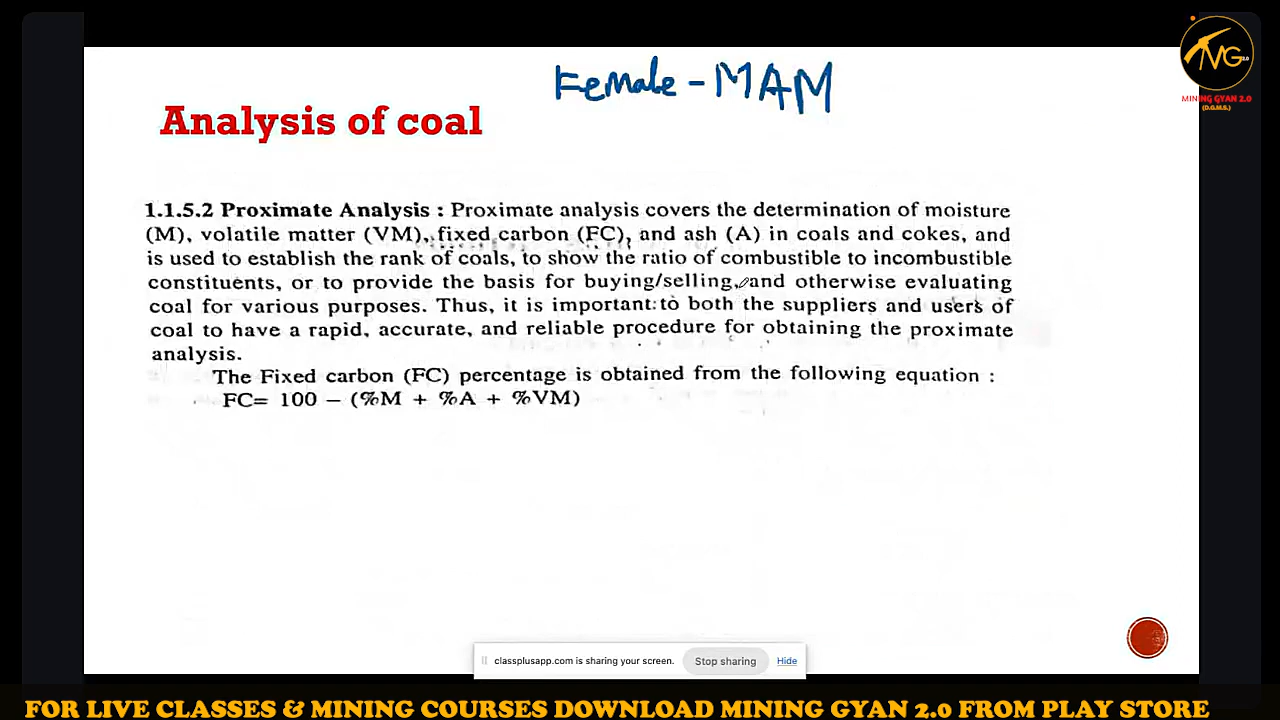 Female - MAM
Analysis of coal
MINING GYAN 2.0
(D.G.M.S.)
1.1.5.2 Proximate Analysis : Proximate analysis covers the determination of moisture
(M), volatile matter (VM), fixed carbon (FC), and ash (A) in coals and cokes, and
is used to establish the rank of coals, to show the ratio of combustible to incombustible
constituents, or to provide the basis for buying/selling, and otherwise evaluating
coal for various purposes. Thus, it is important to both the suppliers and users of
coal to have a rapid, accurate, and reliable procedure for obtaining the proximate
analysis.
The Fixed carbon (FC) percentage is obtained from the following equation :
FC= 100 – (%M + %A + %VM)
classplusapp.com is sharing your screen. Stop sharing Hide
FOR LIVE CLASSES & MINING COURSES DOWNLOAD MINING GYAN 2.0 FROM PLAY STORE